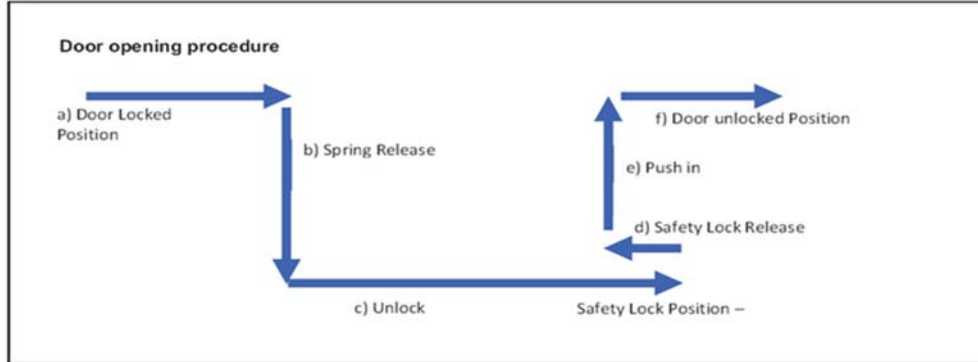 Door opening procedure
a) Door Locked
Position
b) Spring Release
c) Unlock
Safety Lock Position –
d) Safety Lock Release
e) Push in
f) Door unlocked Position